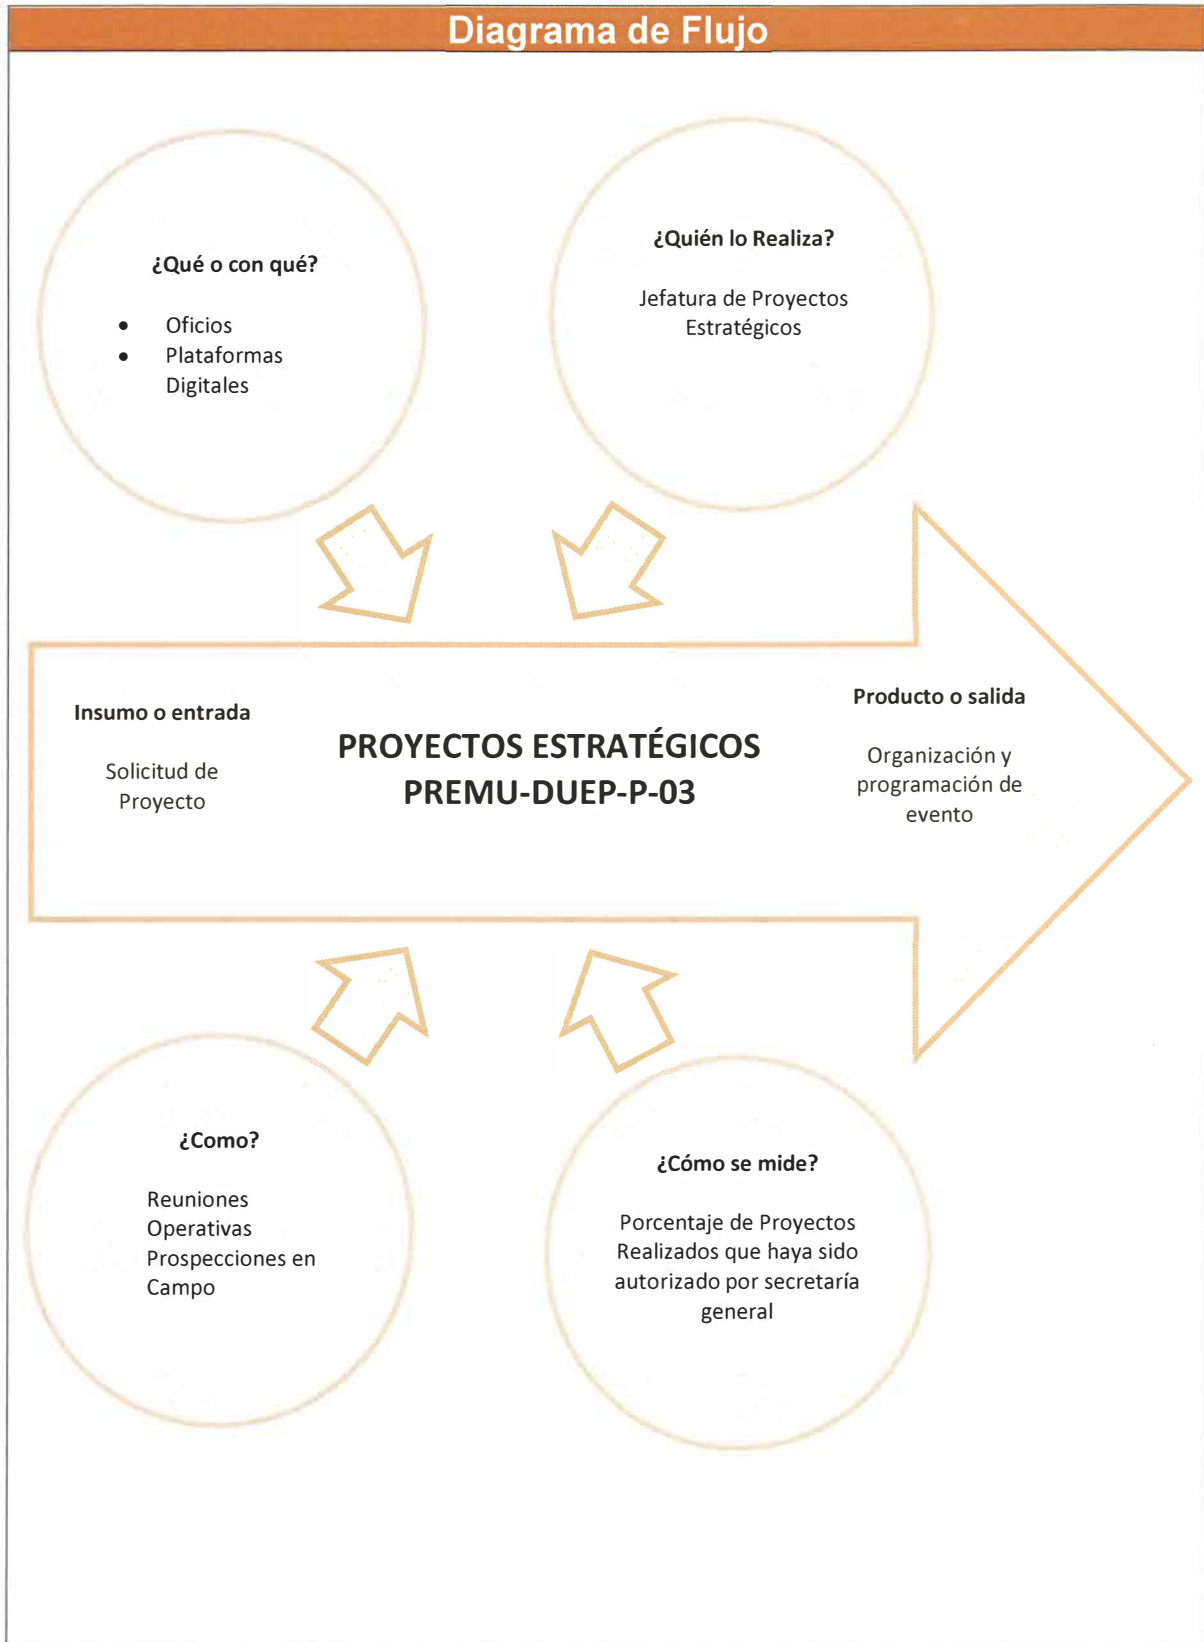 Diagrama de Flujo
¿Qué o con qué?
• Oficios
• Plataformas
Digitales
¿Quién lo Realiza?
Jefatura de Proyectos
Estratégicos
Insumo o entrada
Solicitud de
Proyecto
PROYECTOS ESTRATÉGICOS
PREMU-DUEP-P-03
Producto o salida
Organización y
programación de
evento
¿Como?
Reuniones
Operativas
Prospecciones en
Campo
¿Cómo se mide?
Porcentaje de Proyectos
Realizados que haya sido
autorizado por secretaría
general